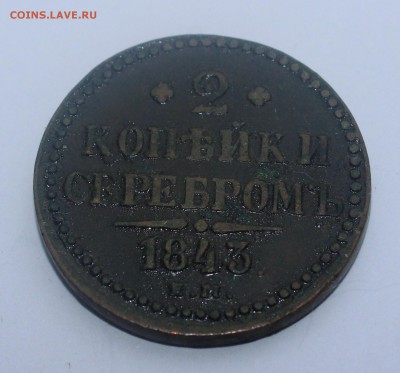 COINS.LAVE.RU
2
КОПѢЙКИ
СЕРЕБРОМЪ
1843